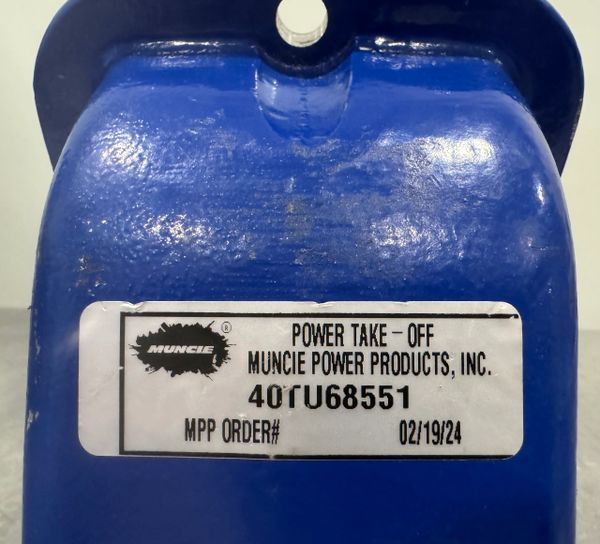 MUNCIE ®
POWER TAKE - OFF
MUNCIE POWER PRODUCTS, INC.
40TU68551
MPP ORDER# 02/19/24